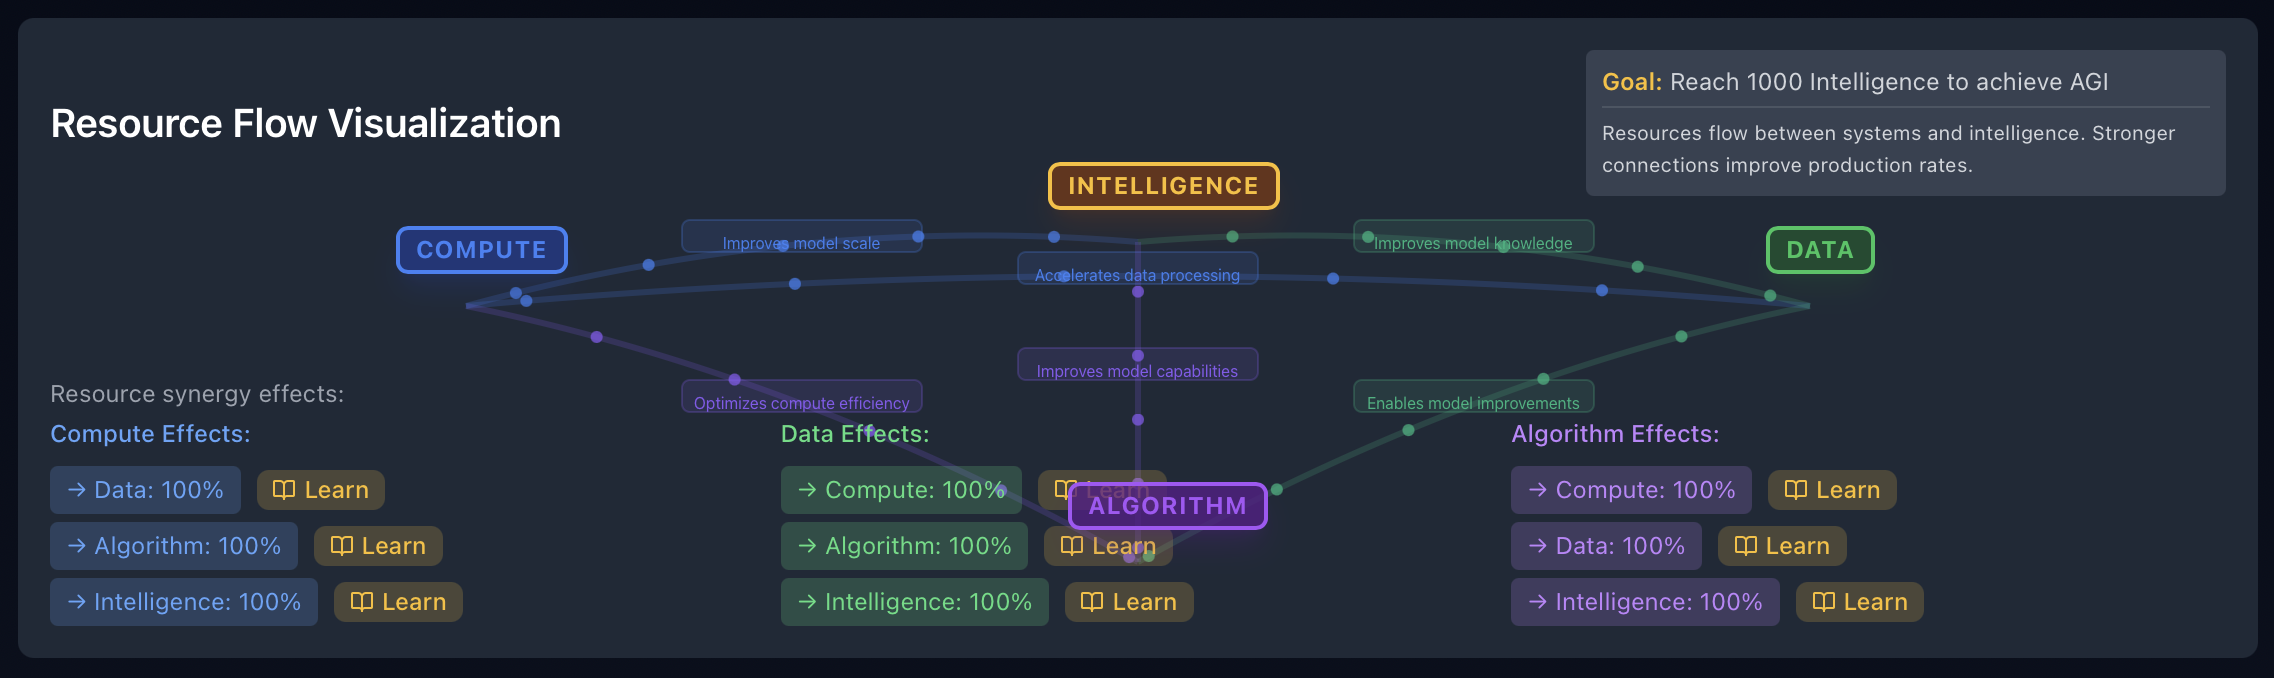 Resource Flow Visualization
Goal: Reach 1000 Intelligence to achieve AGI
Resources flow between systems and intelligence. Stronger
connections improve production rates.
INTELLIGENCE
COMPUTE
DATA
Improves model scale
Improves model knowledge
Accelerates data processing
Improves model capabilities
Optimizes compute efficiency
Enables model improvements
ALGORITHM
Resource synergy effects:
Compute Effects:
→ Data: 100%
Learn
→ Algorithm: 100%
Learn
→ Intelligence: 100%
Learn
Data Effects:
→ Compute: 100%
Learn
→ Algorithm: 100%
Learn
→ Intelligence: 100%
Learn
Algorithm Effects:
→ Compute: 100%
Learn
→ Data: 100%
Learn
→ Intelligence: 100%
Learn